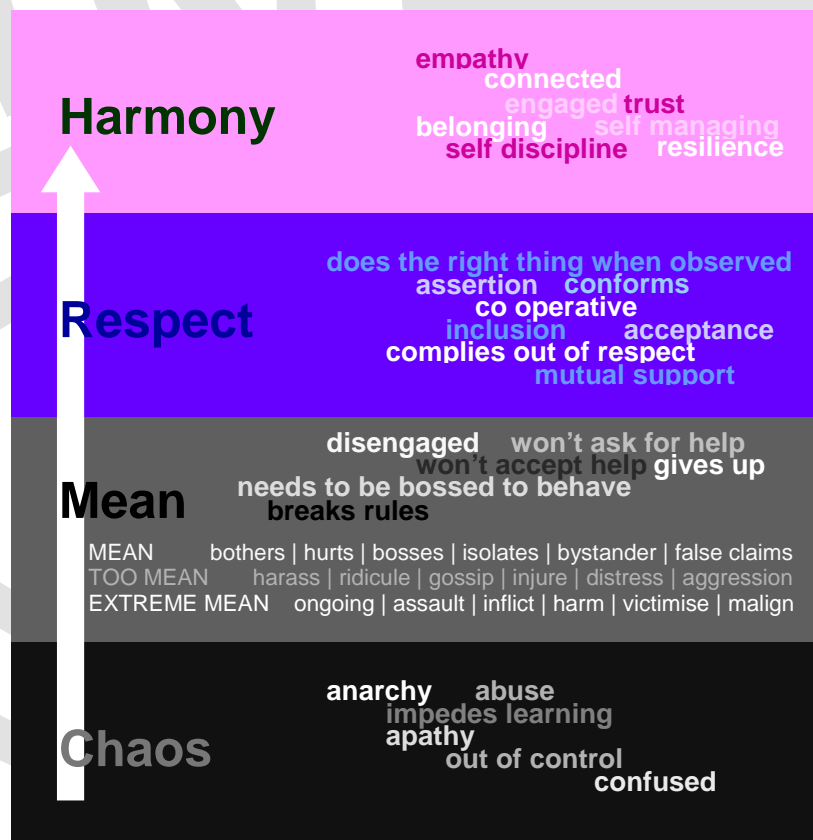 Harmony
empathy
connected
engaged trust
belonging self managing
self discipline resilience
Respect
does the right thing when observed
assertion conforms
co operative
inclusion acceptance
complies out of respect
mutual support
Mean
disengaged won't ask for help
won't accept help gives up
needs to be bossed to behave
breaks rules
MEAN bothers | hurts | bosses | isolates | bystander | false claims
TOO MEAN harass | ridicule | gossip | injure | distress | aggression
EXTREME MEAN ongoing | assault | inflict | harm | victimise | malign
Chaos
anarchy abuse
impedes learning
apathy
out of control
confused